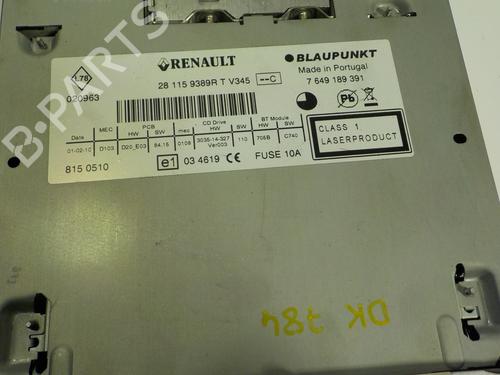 RENAULT
BLAUPUNKT
L78
28 115 9389R T V345 --C
Made in Portugal
020963
7 649 189 391
Pb
MEC PCB CD Drive BT Module
Date HW SW mec HW SW HW SW
01-02-10 D103 D20_E03 84.15 0108 3035-14-327 Ver003 110 705B C740
CLASS 1
LASERPRODUCT
815 0510
e1 03 4619 CE FUSE 10A
DK 784
B-PARTS